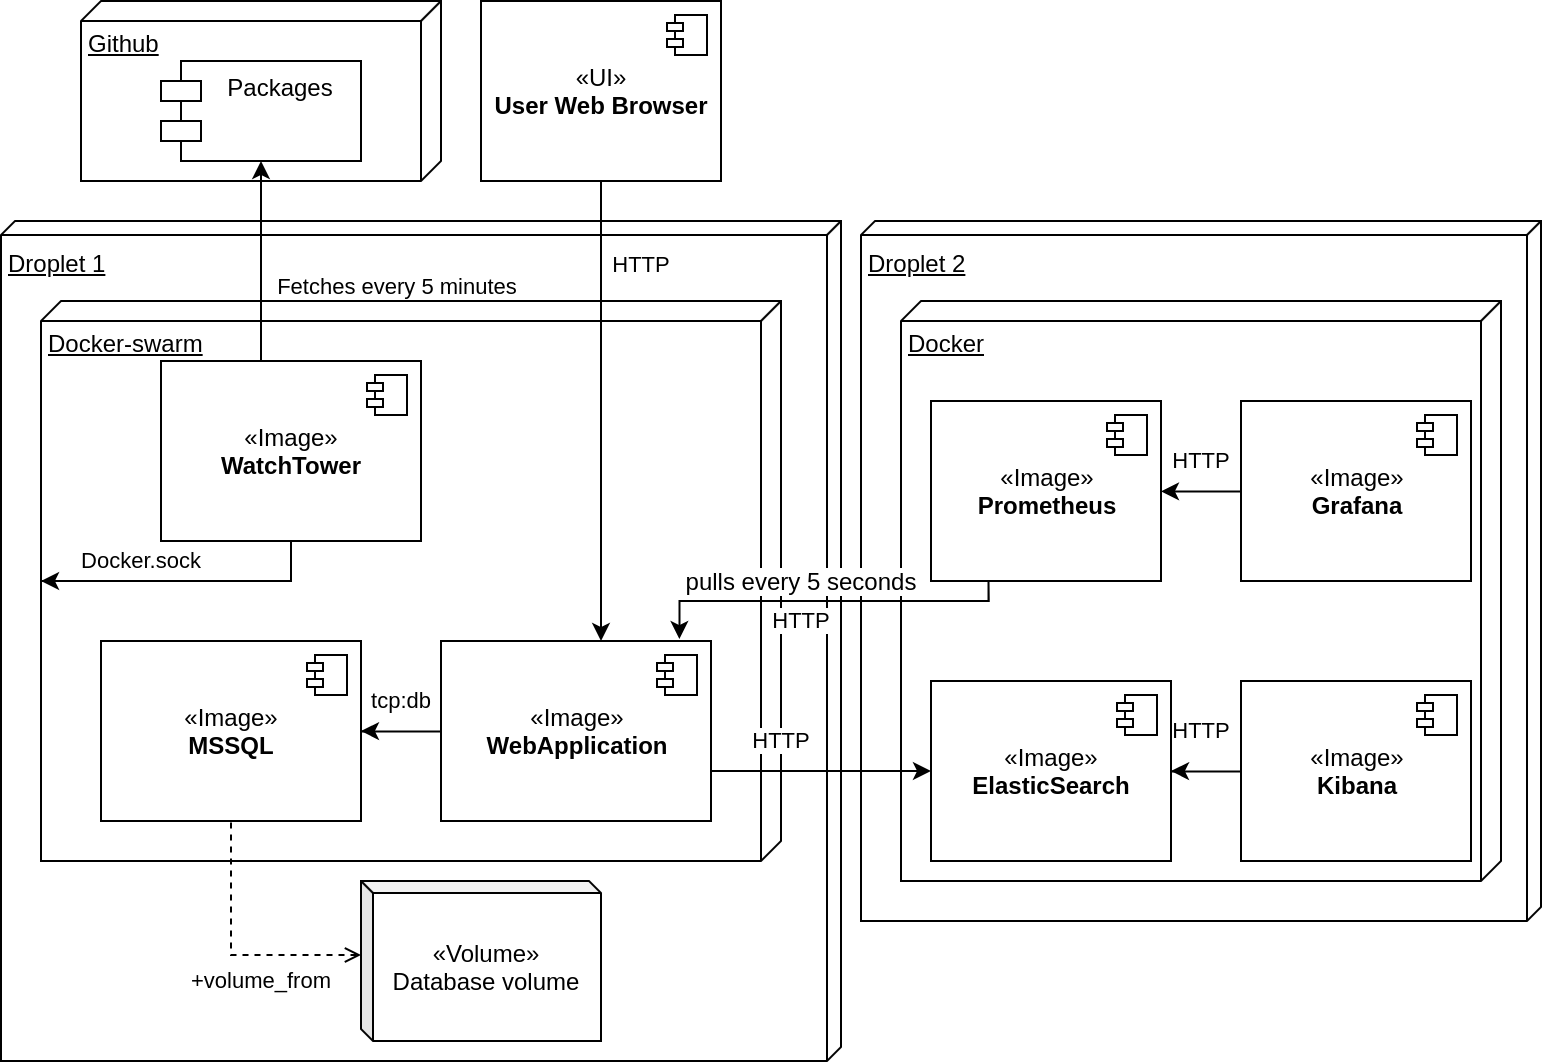 Github
Packages
«UI»
User Web Browser
Droplet 1
HTTP
Fetches every 5 minutes
Docker-swarm
«Image»
WatchTower
Docker.sock
«Image»
MSSQL
tcp:db
«Image»
WebApplication
+volume_from
«Volume»
Database volume
pulls every 5 seconds
HTTP
HTTP
Droplet 2
Docker
«Image»
Prometheus
HTTP
«Image»
Grafana
«Image»
ElasticSearch
HTTP
«Image»
Kibana